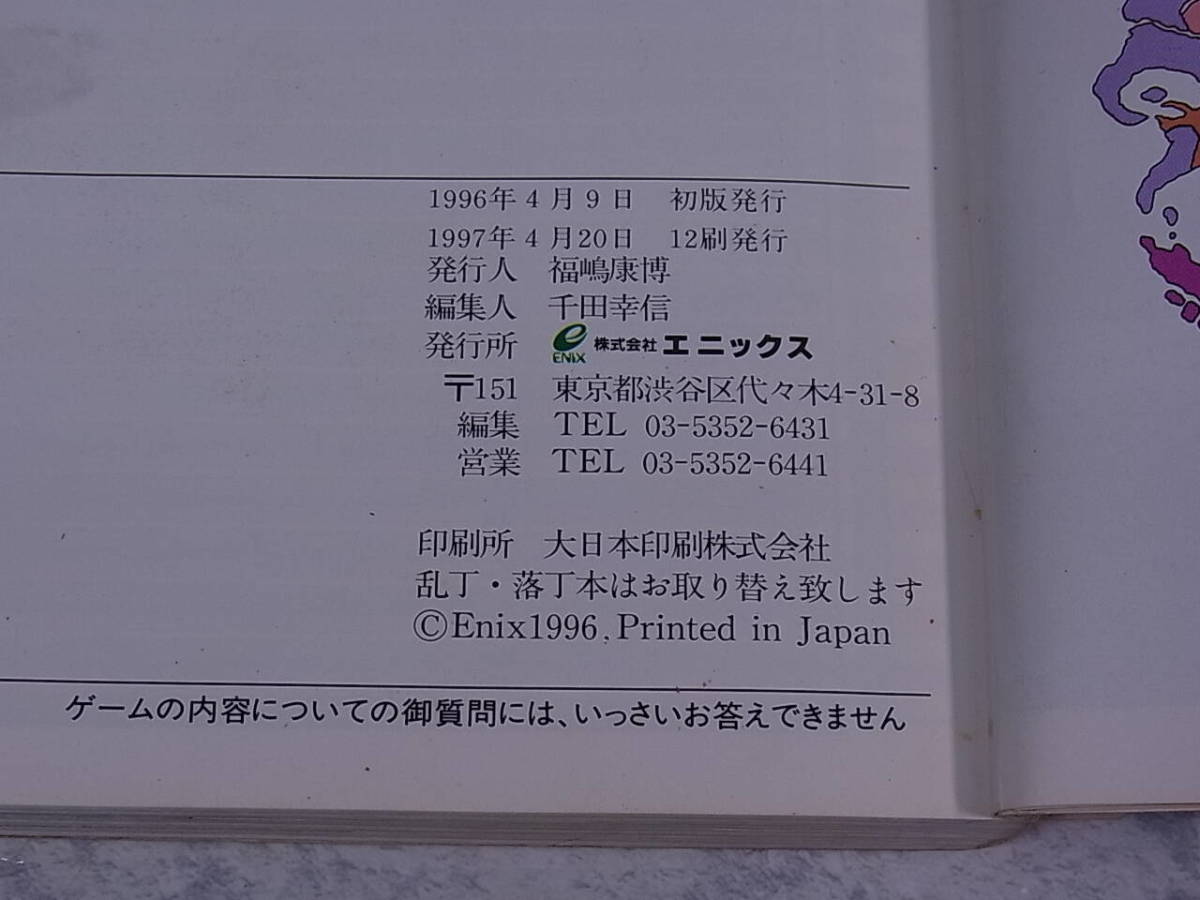 1996年4月9日 初版発行
1997年4月20日 12刷発行
発行人 福嶋康博
編集人 千田幸信
発行所 ENIX 株式会社エニックス
〒151 東京都渋谷区代々木4-31-8
編集 TEL 03-5352-6431
営業 TEL 03-5352-6441
印刷所 大日本印刷株式会社
乱丁・落丁本はお取り替え致します
©Enix1996. Printed in Japan
ゲームの内容についての御質問には、いっさいお答えできません